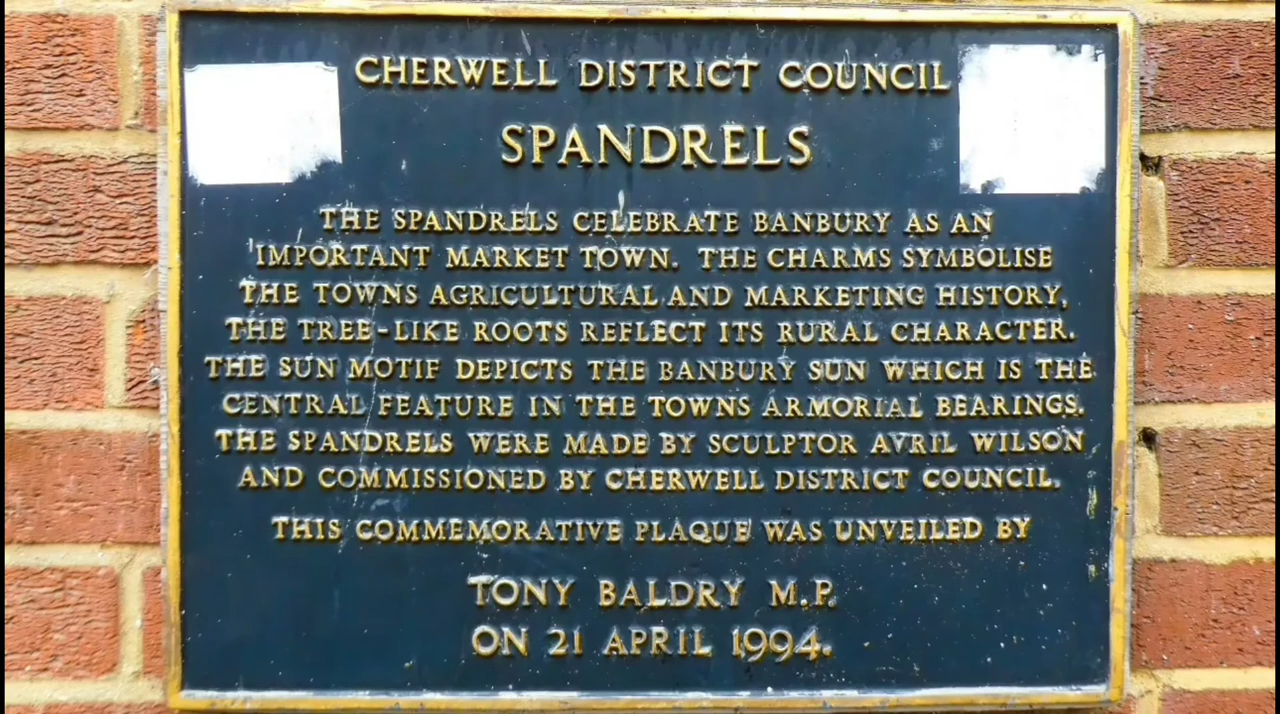 CHERWELL DISTRICT COUNCIL
SPANDRELS
THE SPANDRELS CELEBRATE BANBURY AS AN
IMPORTANT MARKET TOWN. THE CHARMS SYMBOLISE
THE TOWNS AGRICULTURAL AND MARKETING HISTORY,
THE TREE-LIKE ROOTS REFLECT ITS RURAL CHARACTER.
THE SUN MOTIF DEPICTS THE BANBURY SUN WHICH IS THE
CENTRAL FEATURE IN THE TOWNS ARMORIAL BEARINGS.
THE SPANDRELS WERE MADE BY SCULPTOR AVRIL WILSON
AND COMMISSIONED BY CHERWELL DISTRICT COUNCIL.
THIS COMMEMORATIVE PLAQUE WAS UNVEILED BY
TONY BALDRY M.P.
ON 21 APRIL 1994.